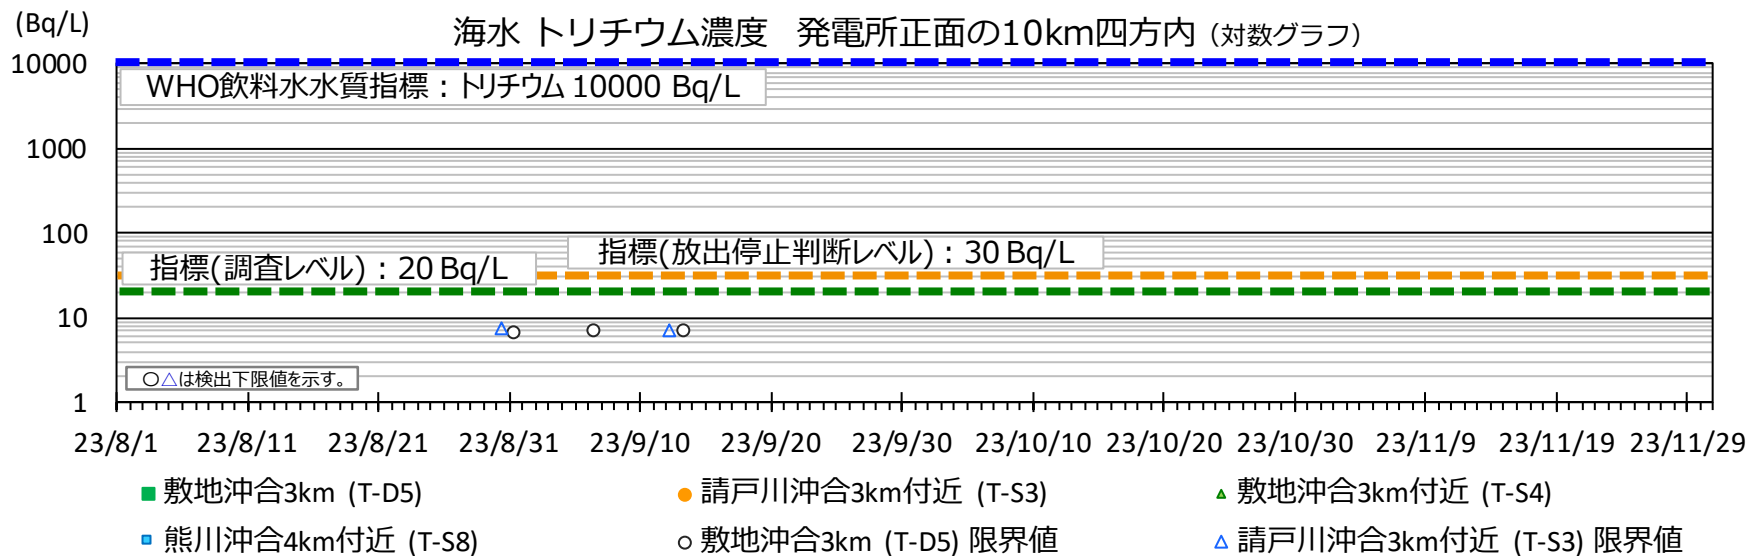 (Bq/L)
海水 トリチウム濃度 発電所正面の10km四方内 (対数グラフ)
10000
WHO飲料水水質指標：トリチウム 10000 Bq/L
1000
100
指標(放出停止判断レベル)：30 Bq/L
指標(調査レベル)：20 Bq/L
10
○△は検出下限値を示す。
1
23/8/1 23/8/11 23/8/21 23/8/31 23/9/10 23/9/20 23/9/30 23/10/10 23/10/20 23/10/30 23/11/9 23/11/19 23/11/29
敷地沖合3km (T-D5) 請戸川沖合3km付近 (T-S3) 敷地沖合3km付近 (T-S4)
熊川沖合4km付近 (T-S8) 敷地沖合3km (T-D5) 限界値 請戸川沖合3km付近 (T-S3) 限界値